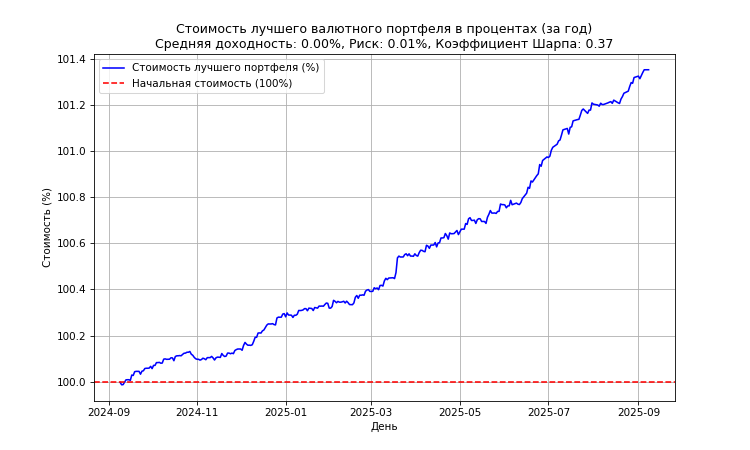 Стоимость лучшего валютного портфеля в процентах (за год)
Средняя доходность: 0.00%, Риск: 0.01%, Коэффициент Шарпа: 0.37
Стоимость лучшего портфеля (%)
Начальная стоимость (100%)
Стоимость (%)
101.4
101.2
101.0
100.8
100.6
100.4
100.2
100.0
2024-09
2024-11
2025-01
2025-03
2025-05
2025-07
2025-09
День